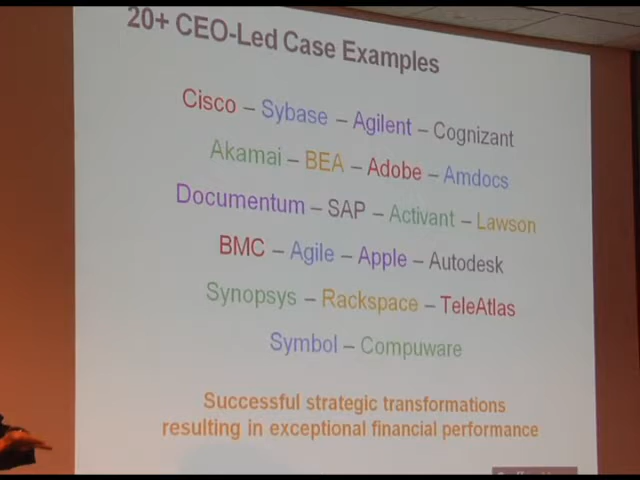 20+ CEO-Led Case Examples
Cisco – Sybase – Agilent – Cognizant
Akamai – BEA – Adobe – Amdocs
Documentum – SAP – Activant – Lawson
BMC – Agile – Apple – Autodesk
Synopsys – Rackspace – TeleAtlas
Symbol – Compuware
Successful strategic transformations
resulting in exceptional financial performance